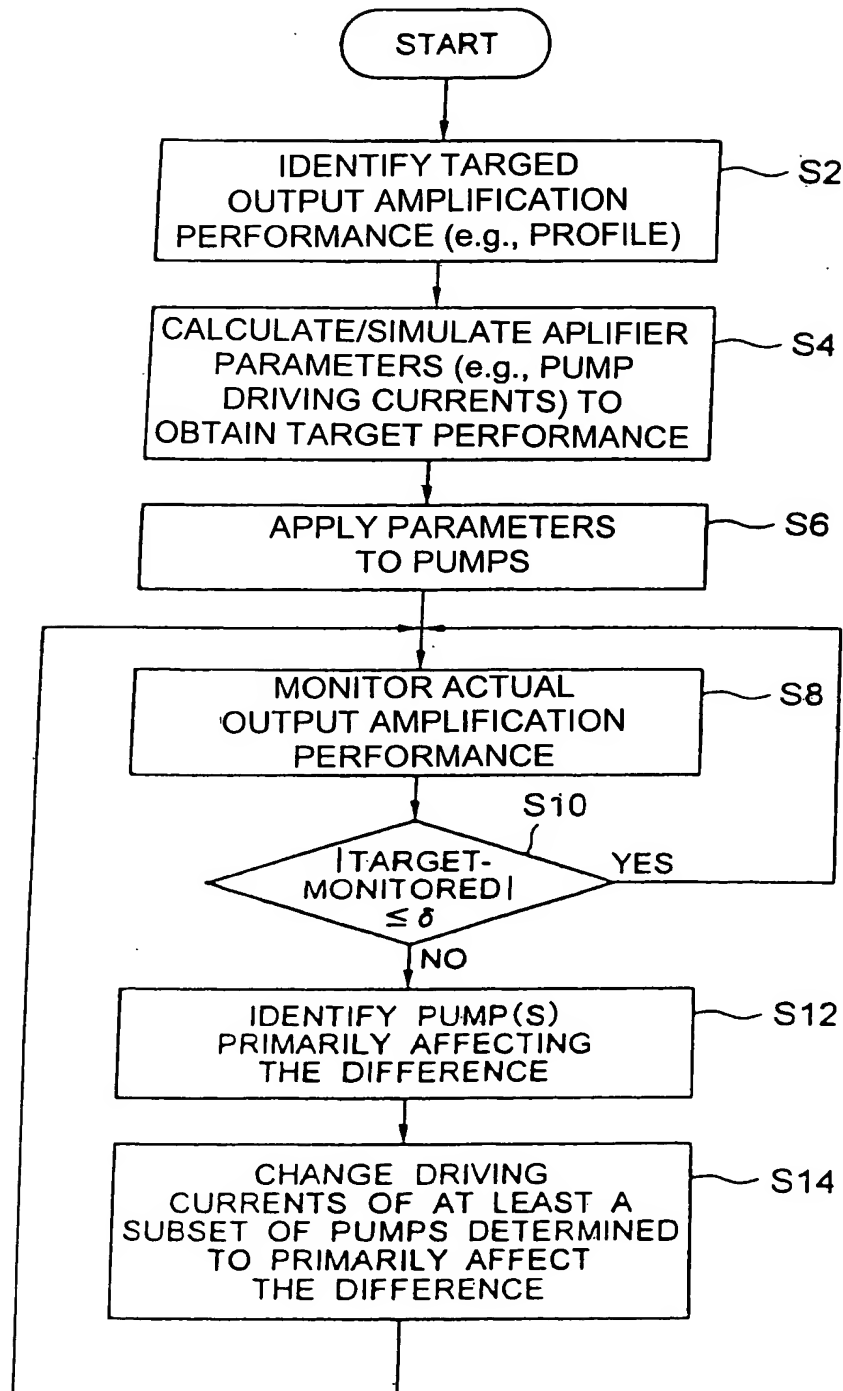 START
IDENTIFY TARGED
OUTPUT AMPLIFICATION
PERFORMANCE (e.g., PROFILE)
S2
CALCULATE/SIMULATE APLIFIER
PARAMETERS (e.g., PUMP
DRIVING CURRENTS) TO
OBTAIN TARGET PERFORMANCE
S4
APPLY PARAMETERS
TO PUMPS
S6
MONITOR ACTUAL
OUTPUT AMPLIFICATION
PERFORMANCE
S8
S10
|TARGET-
MONITORED|
≤ δ
YES
NO
IDENTIFY PUMP(S)
PRIMARILY AFFECTING
THE DIFFERENCE
S12
CHANGE DRIVING
CURRENTS OF AT LEAST A
SUBSET OF PUMPS DETERMINED
TO PRIMARILY AFFECT
THE DIFFERENCE
S14